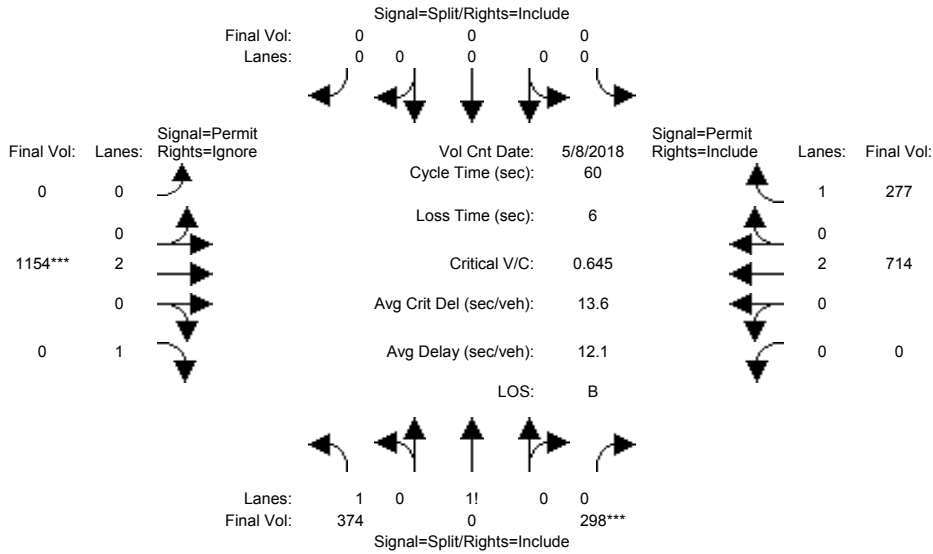 Signal=Split/Rights=Include
Final Vol: 0 0 0
Lanes: 0 0 0 0 0
Signal=Permit Signal=Permit
Final Vol: Lanes: Rights=Ignore Vol Cnt Date: 5/8/2018 Rights=Include Lanes: Final Vol:
Cycle Time (sec): 60
0 0 1 277
Loss Time (sec): 6
0 0
1154*** 2 Critical V/C: 0.645 2 714
0 Avg Crit Del (sec/veh): 13.6 0
0 1 Avg Delay (sec/veh): 12.1 0 0
LOS: B
Lanes: 1 0 1! 0 0
Final Vol: 374 0 298***
Signal=Split/Rights=Include